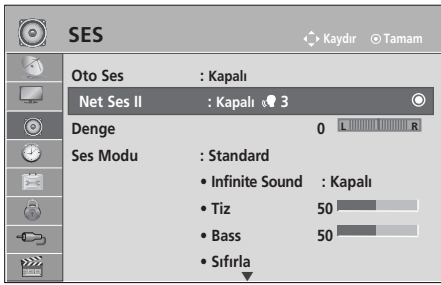 SES Kaydır Tamam
Oto Ses : Kapalı
Net Ses II : Kapalı 3
Denge 0 L R
Ses Modu : Standard
• Infinite Sound : Kapalı
• Tiz 50
• Bass 50
• Sıfırla